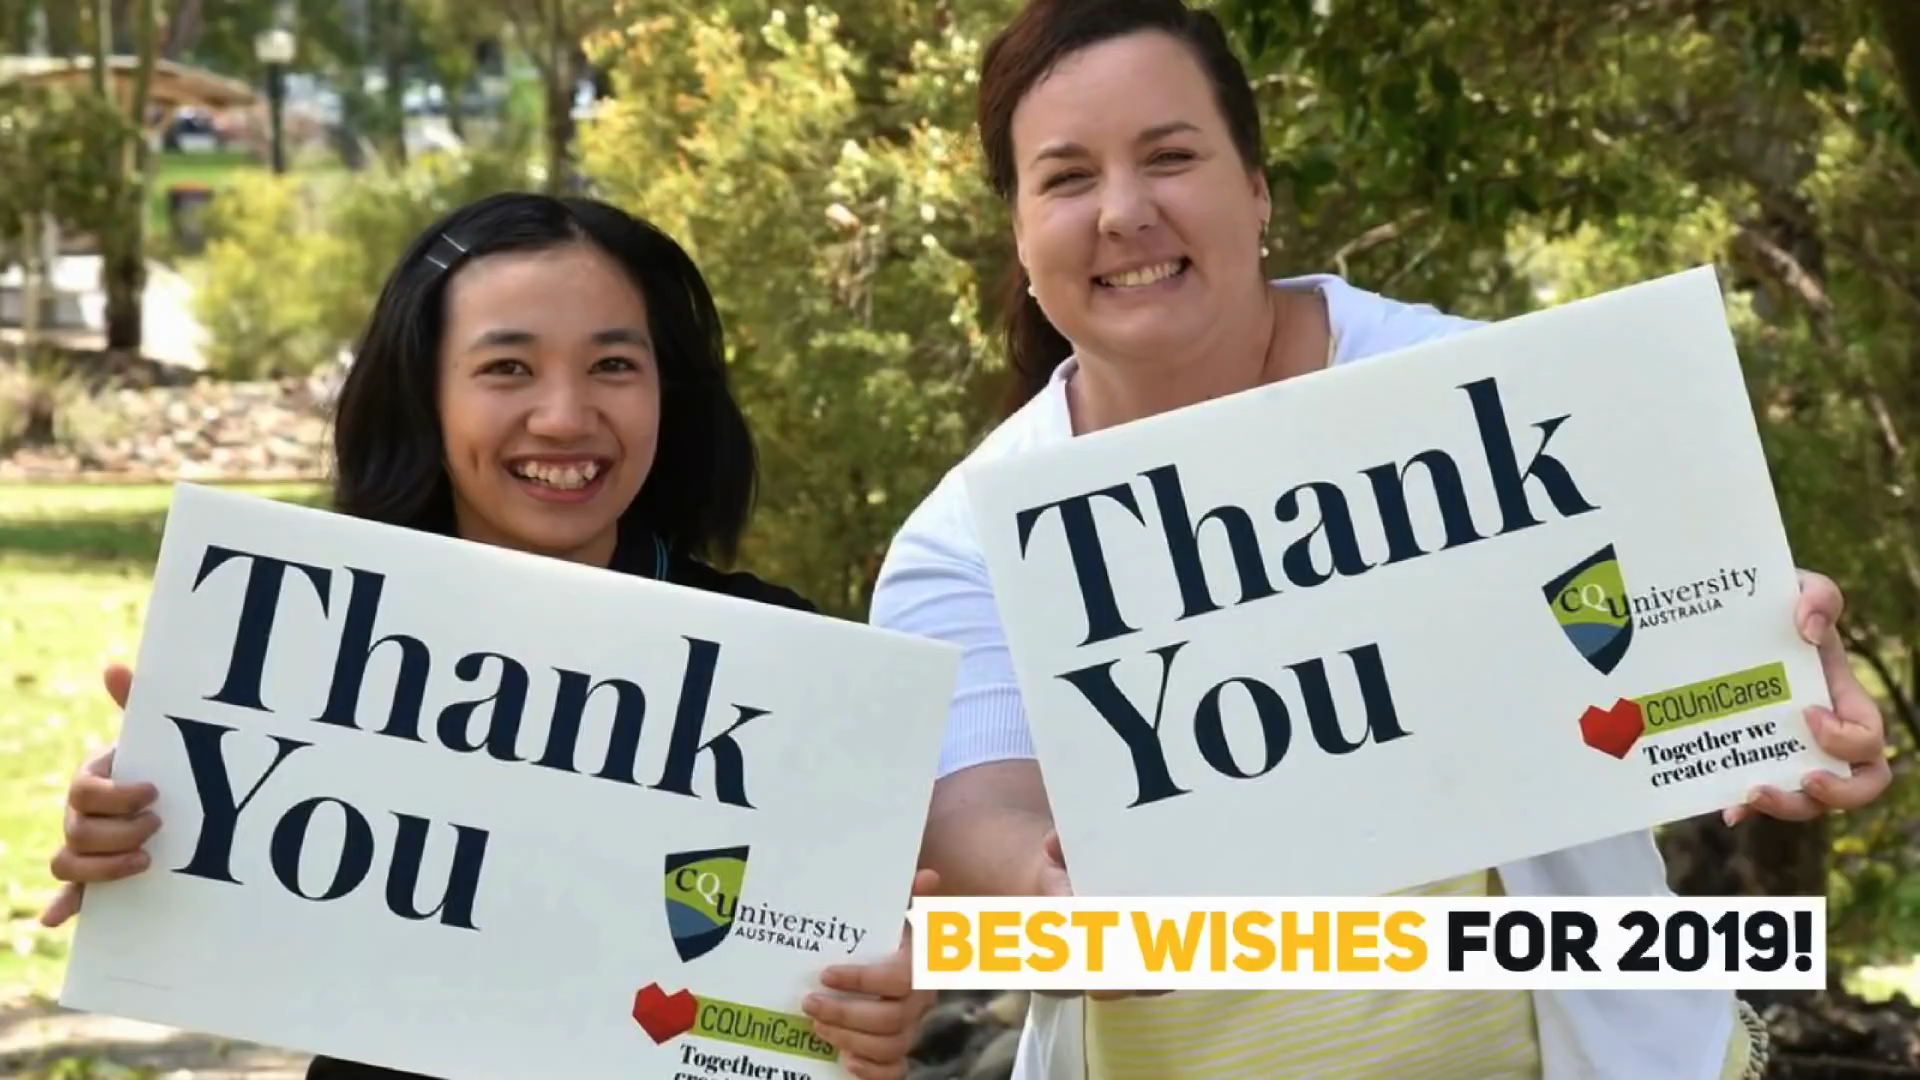 Thank
You
CQUniversity
AUSTRALIA
CQUniCares
Together we
Thank
You
CQUniversity
AUSTRALIA
CQUniCares
Together we
create change.
BEST WISHES FOR 2019!